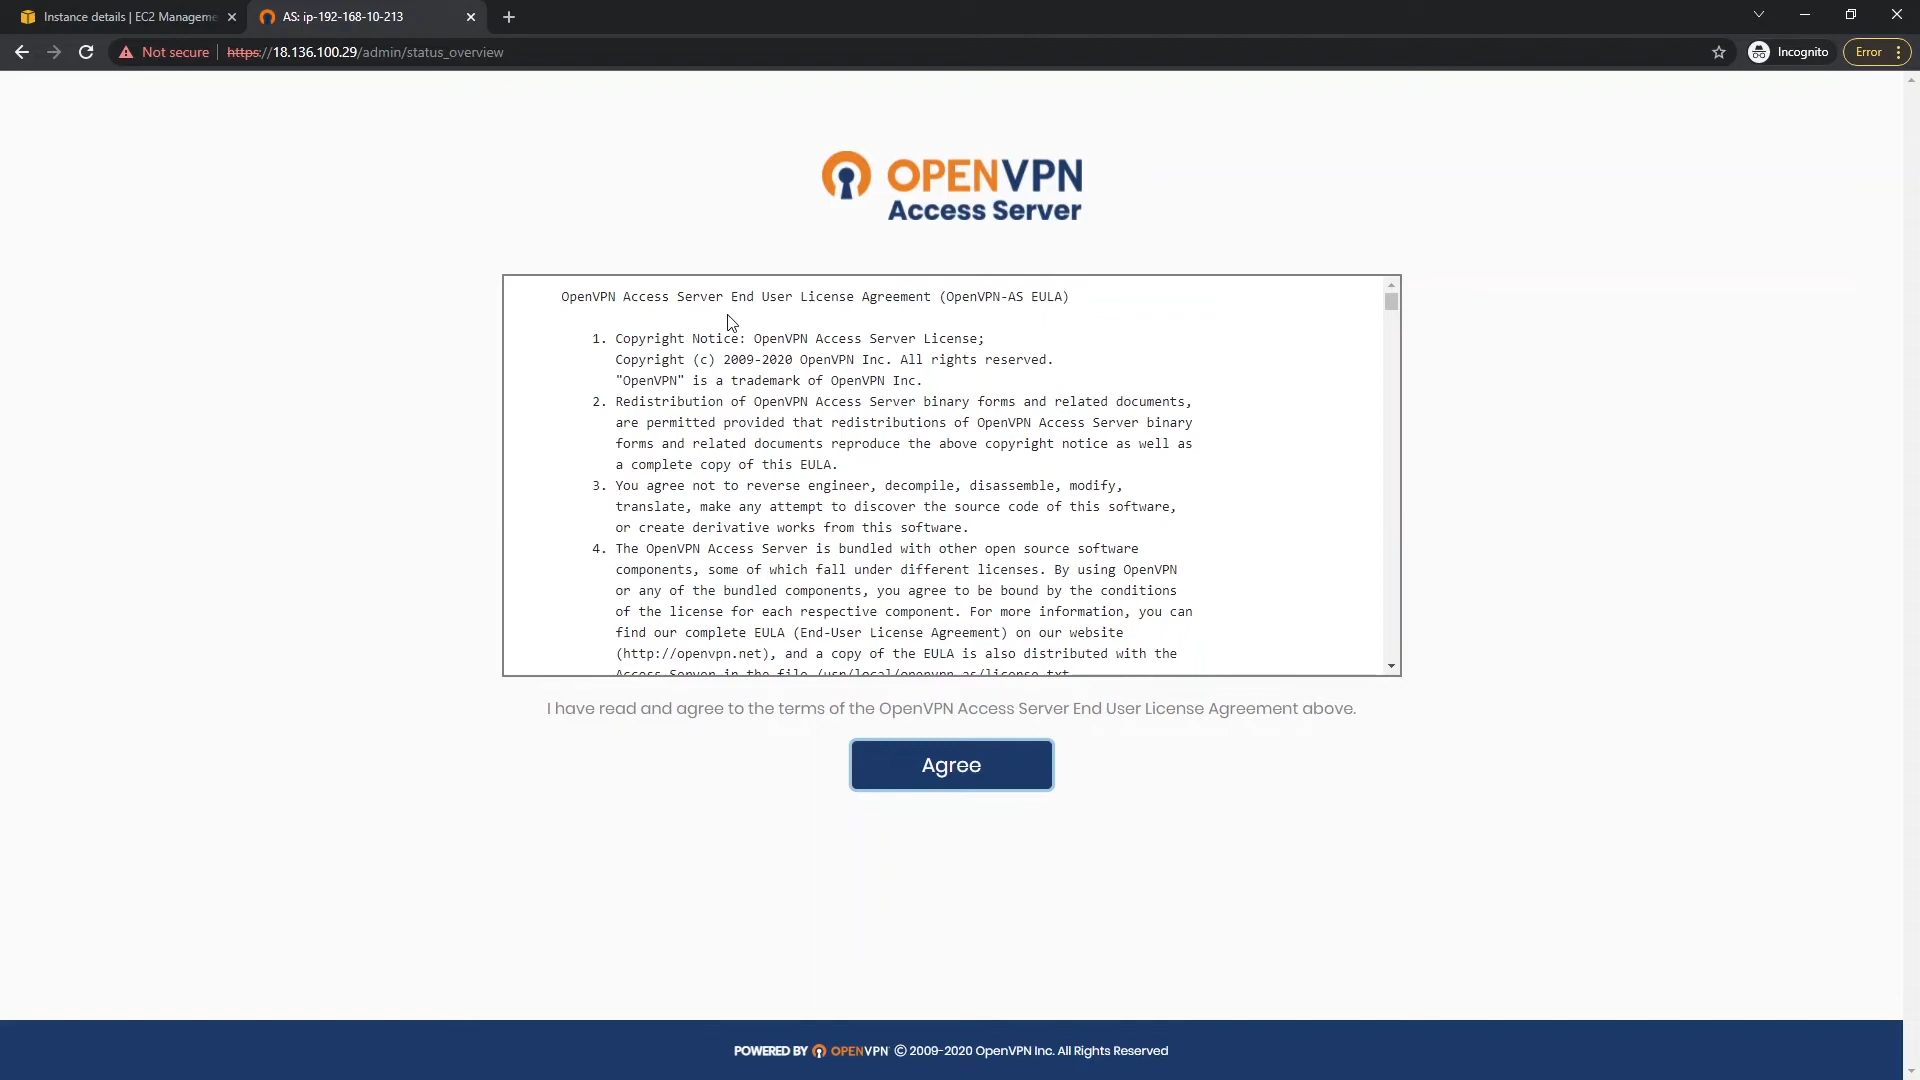 Instance details | EC2 Manageme
AS: ip-192-168-10-213
Not secure
https://18.136.100.29/admin/status_overview
Incognito
Error
OPENVPN
Access Server
OpenVPN Access Server End User License Agreement (OpenVPN-AS EULA)
1. Copyright Notice: OpenVPN Access Server License;
Copyright (c) 2009-2020 OpenVPN Inc. All rights reserved.
"OpenVPN" is a trademark of OpenVPN Inc.
2. Redistribution of OpenVPN Access Server binary forms and related documents,
are permitted provided that redistributions of OpenVPN Access Server binary
forms and related documents reproduce the above copyright notice as well as
a complete copy of this EULA.
3. You agree not to reverse engineer, decompile, disassemble, modify,
translate, make any attempt to discover the source code of this software,
or create derivative works from this software.
4. The OpenVPN Access Server is bundled with other open source software
components, some of which fall under different licenses. By using OpenVPN
or any of the bundled components, you agree to be bound by the conditions
of the license for each respective component. For more information, you can
find our complete EULA (End-User License Agreement) on our website
(http://openvpn.net), and a copy of the EULA is also distributed with the
Access Server in the file /usr/local/openvpn_as/license.txt.
I have read and agree to the terms of the OpenVPN Access Server End User License Agreement above.
Agree
POWERED BY OPENVPN © 2009-2020 OpenVPN Inc. All Rights Reserved